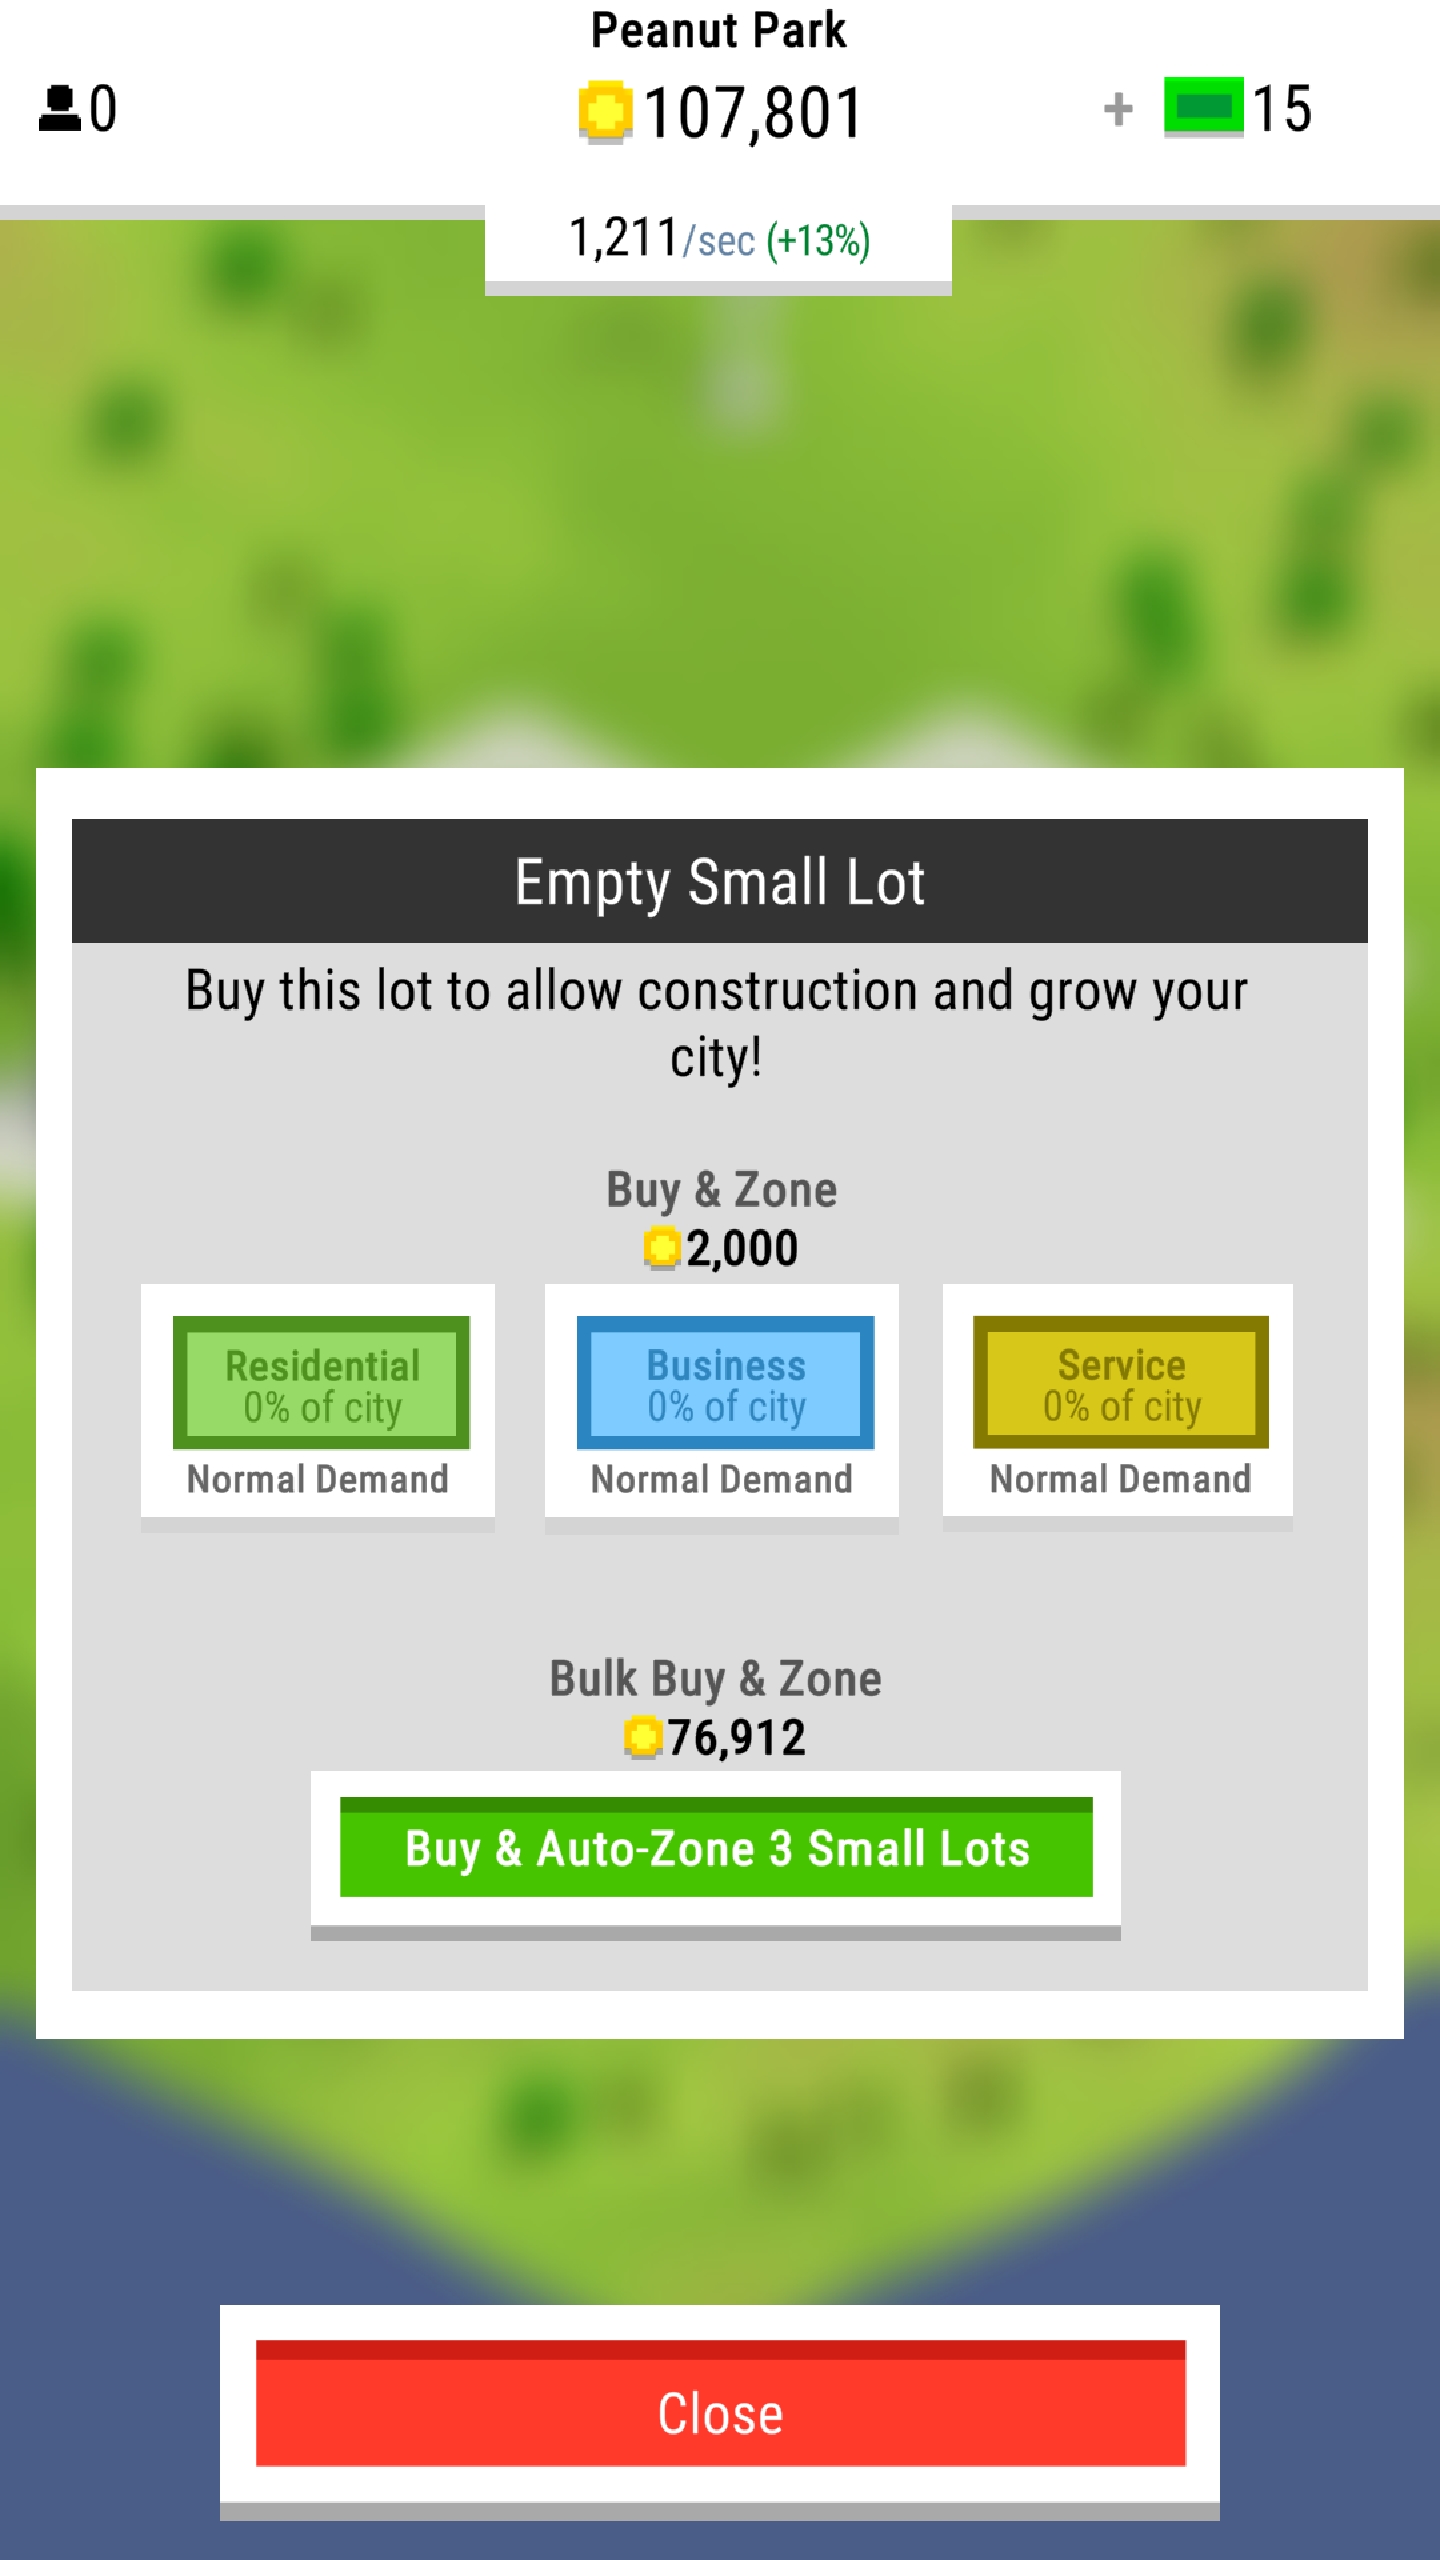 Peanut Park
0
107,801
+ 15
1,211/sec (+13%)
Empty Small Lot
Buy this lot to allow construction and grow your
city!
Buy & Zone
2,000
Residential
0% of city
Normal Demand
Business
0% of city
Normal Demand
Service
0% of city
Normal Demand
Bulk Buy & Zone
76,912
Buy & Auto-Zone 3 Small Lots
Close